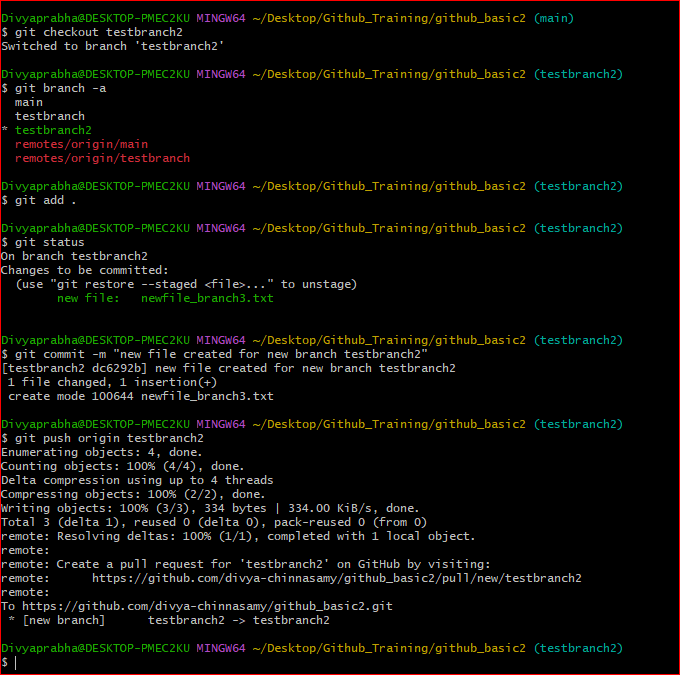 Divyaprabha@DESKTOP-PMEC2KU MINGW64 ~/Desktop/Github_Training/github_basic2 (main)
$ git checkout testbranch2
Switched to branch 'testbranch2'

Divyaprabha@DESKTOP-PMEC2KU MINGW64 ~/Desktop/Github_Training/github_basic2 (testbranch2)
$ git branch -a
  main
  testbranch
* testbranch2
  remotes/origin/main
  remotes/origin/testbranch

Divyaprabha@DESKTOP-PMEC2KU MINGW64 ~/Desktop/Github_Training/github_basic2 (testbranch2)
$ git add .

Divyaprabha@DESKTOP-PMEC2KU MINGW64 ~/Desktop/Github_Training/github_basic2 (testbranch2)
$ git status
On branch testbranch2
Changes to be committed:
  (use "git restore --staged <file>..." to unstage)
        new file:   newfile_branch3.txt


Divyaprabha@DESKTOP-PMEC2KU MINGW64 ~/Desktop/Github_Training/github_basic2 (testbranch2)
$ git commit -m "new file created for new branch testbranch2"
[testbranch2 dc6292b] new file created for new branch testbranch2
 1 file changed, 1 insertion(+)
 create mode 100644 newfile_branch3.txt

Divyaprabha@DESKTOP-PMEC2KU MINGW64 ~/Desktop/Github_Training/github_basic2 (testbranch2)
$ git push origin testbranch2
Enumerating objects: 4, done.
Counting objects: 100% (4/4), done.
Delta compression using up to 4 threads
Compressing objects: 100% (2/2), done.
Writing objects: 100% (3/3), 334 bytes | 334.00 KiB/s, done.
Total 3 (delta 1), reused 0 (delta 0), pack-reused 0 (from 0)
remote: Resolving deltas: 100% (1/1), completed with 1 local object.
remote:
remote: Create a pull request for 'testbranch2' on GitHub by visiting:
remote:      https://github.com/divya-chinnasamy/github_basic2/pull/new/testbranch2
remote:
To https://github.com/divya-chinnasamy/github_basic2.git
 * [new branch]      testbranch2 -> testbranch2

Divyaprabha@DESKTOP-PMEC2KU MINGW64 ~/Desktop/Github_Training/github_basic2 (testbranch2)
$